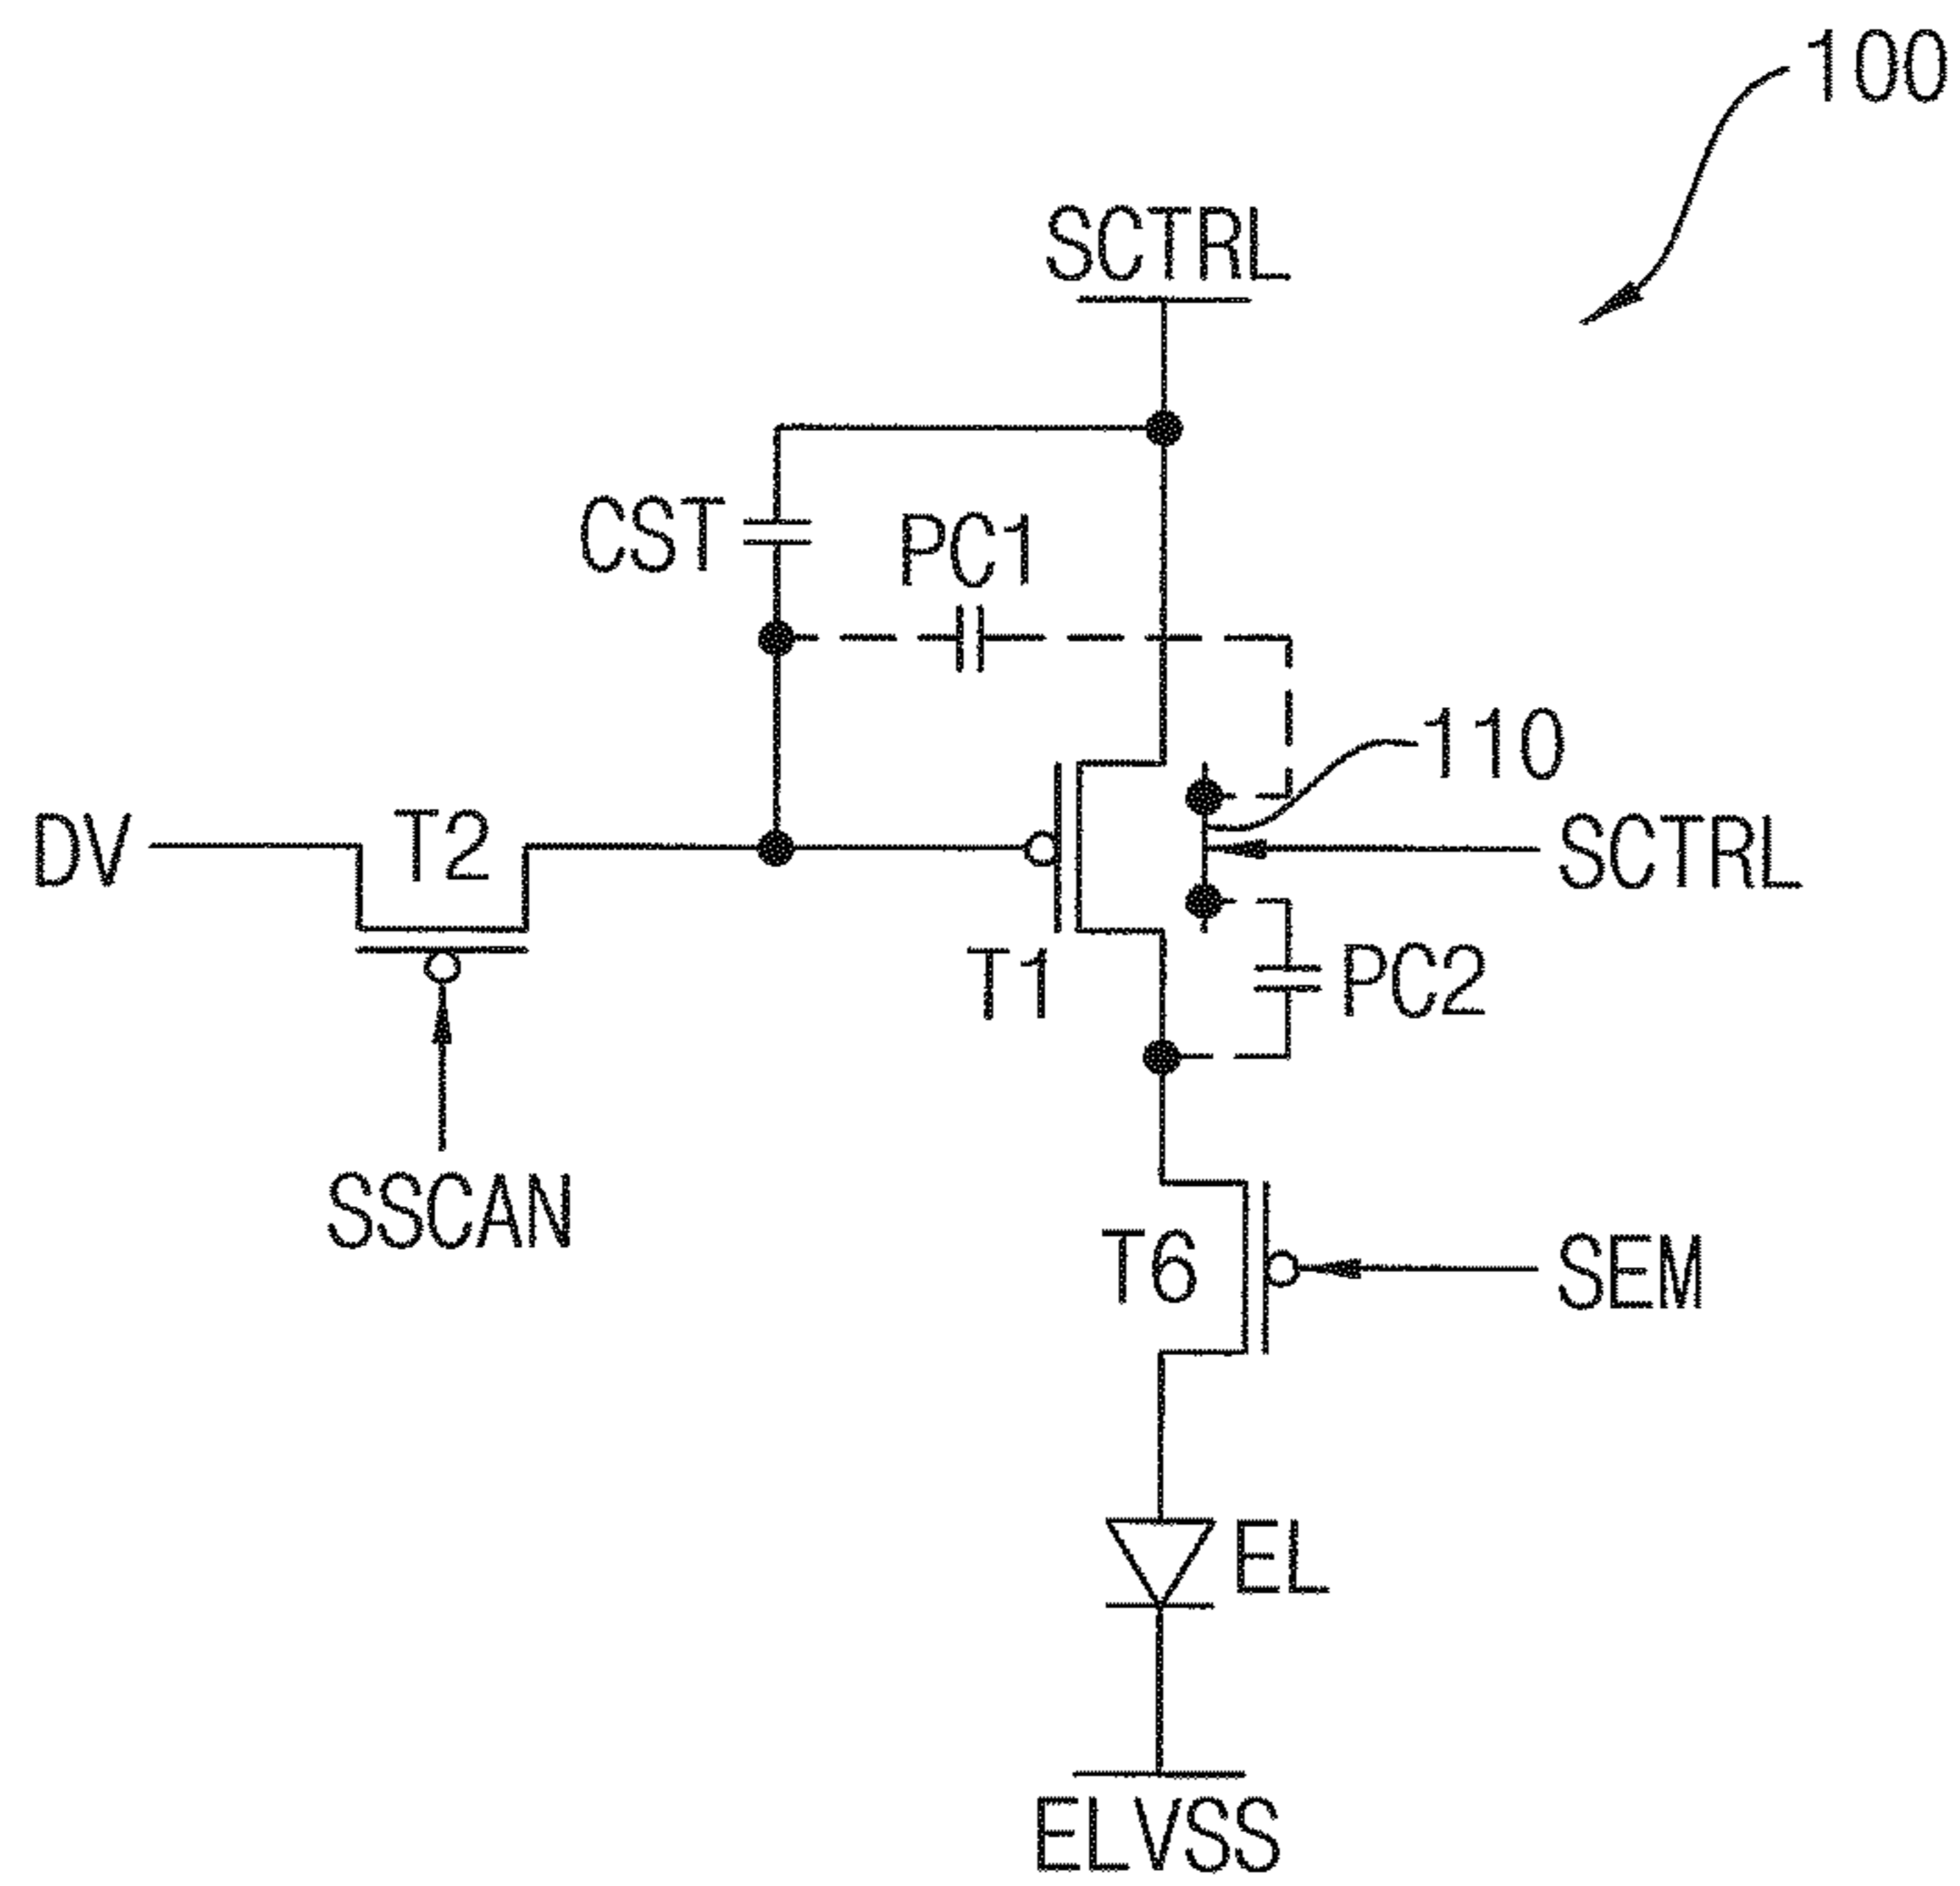 100
SCTRL
CST
PC1
110
DV
T2
SCTRL
T1
PC2
SSCAN
T6
SEM
EL
ELVSS